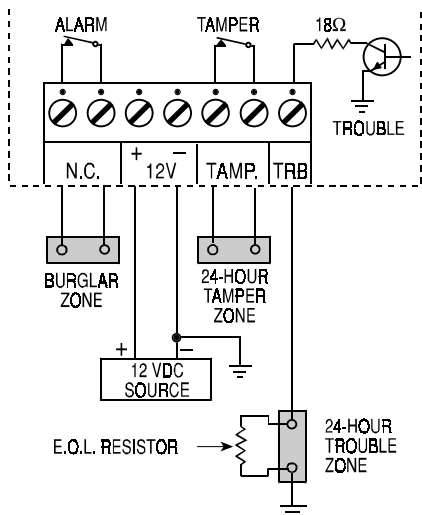 ALARM
TAMPER
18Ω
TROUBLE
+ −
N.C.
12V
TAMP.
TRB
BURGLAR
ZONE
24-HOUR
TAMPER
ZONE
+ −
12 VDC
SOURCE
E.O.L. RESISTOR
24-HOUR
TROUBLE
ZONE